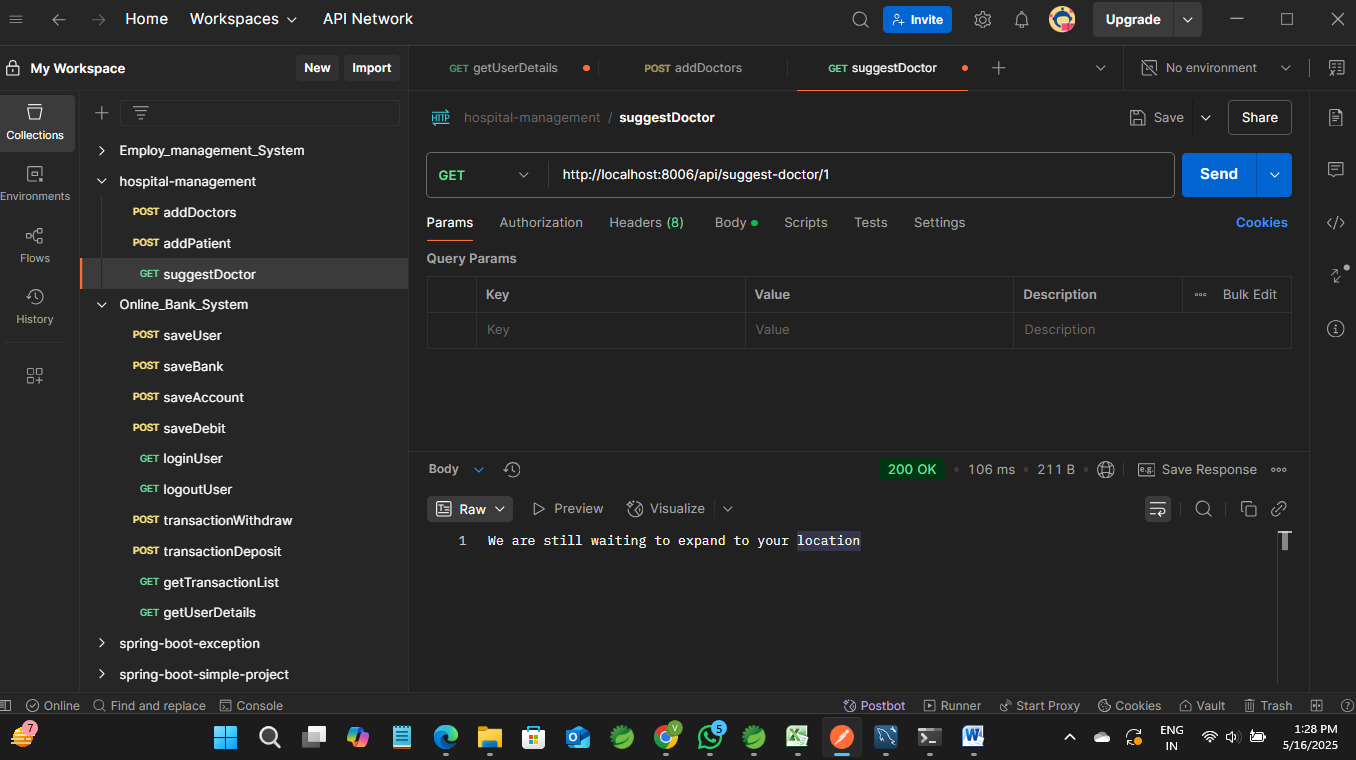 Home Workspaces API Network Invite Upgrade
My Workspace New Import GET getUserDetails POST addDoctors GET suggestDoctor No environment
Collections
Environments
Flows
History
Employ_management_System
hospital-management
POST addDoctors
POST addPatient
GET suggestDoctor
Online_Bank_System
POST saveUser
POST saveBank
POST saveAccount
POST saveDebit
GET loginUser
GET logoutUser
POST transactionWithdraw
POST transactionDeposit
GET getTransactionList
GET getUserDetails
spring-boot-exception
spring-boot-simple-project
HTTP hospital-management / suggestDoctor Save Share
GET http://localhost:8006/api/suggest-doctor/1 Send
Params Authorization Headers (8) Body Scripts Tests Settings Cookies
Query Params
Key Value Description Bulk Edit
Key Value Description
Body 200 OK 106 ms 211 B e.g. Save Response
Raw Preview Visualize
1 We are still waiting to expand to your location
Online Find and replace Console Postbot Runner Start Proxy Cookies Vault Trash
7 V 5 ENG
IN
1:28 PM
5/16/2025